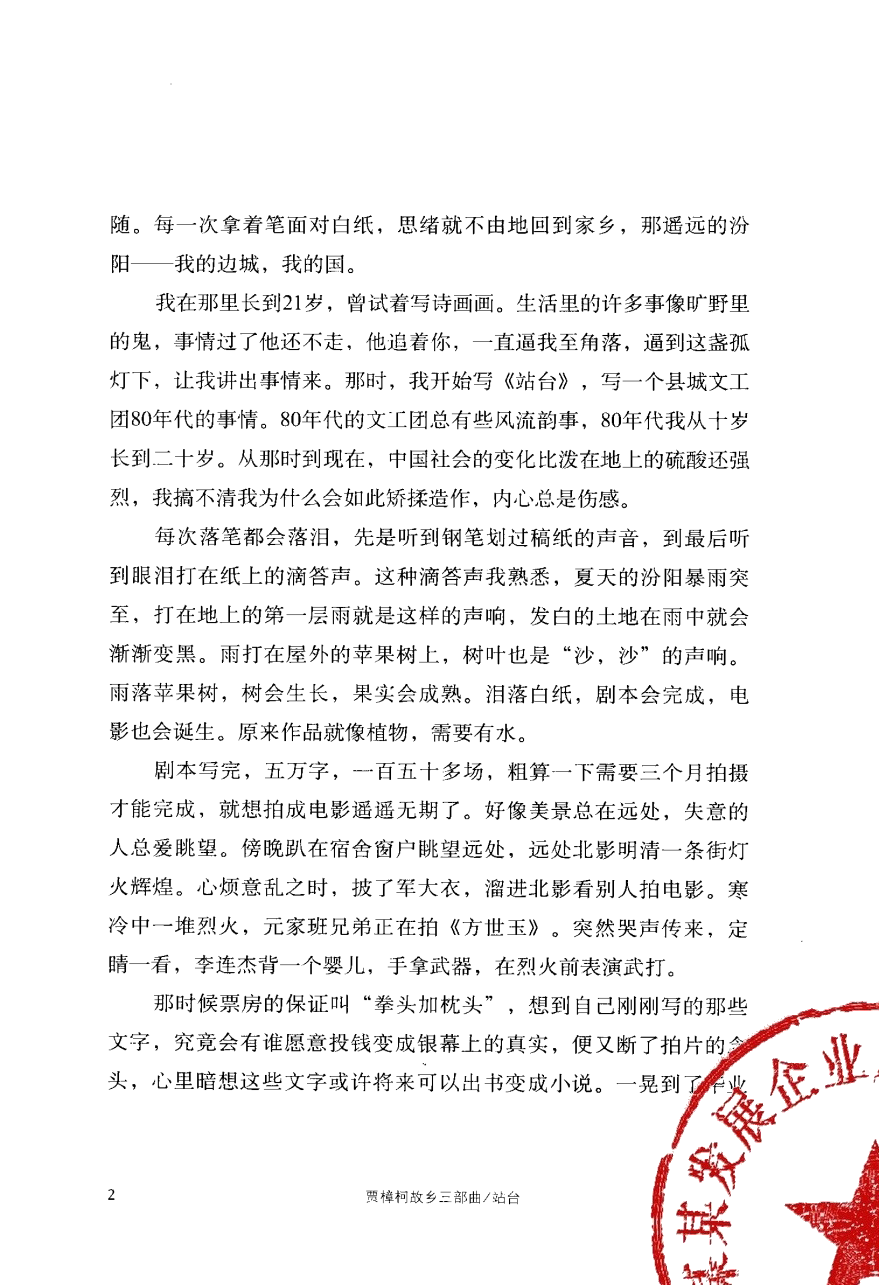 随。每一次拿着笔面对白纸，思绪就不由地回到家乡，那遥远的汾
阳——我的边城，我的国。
我在那里长到21岁，曾试着写诗画画。生活里的许多事像旷野里
的鬼，事情过了他还不走，他追着你，一直逼我至角落，逼到这盏孤
灯下，让我讲出事情来。那时，我开始写《站台》，写一个县城文工
团80年代的事情。80年代的文工团总有些风流韵事，80年代我从十岁
长到二十岁。从那时到现在，中国社会的变化比泼在地上的硫酸还强
烈，我搞不清我为什么会如此矫揉造作，内心总是伤感。
每次落笔都会落泪，先是听到钢笔划过稿纸的声音，到最后听
到眼泪打在纸上的滴答声。这种滴答声我熟悉，夏天的汾阳暴雨突
至，打在地上的第一层雨就是这样的声响，发白的土地在雨中就会
渐渐变黑。雨打在屋外的苹果树上，树叶也是“沙，沙”的声响。
雨落苹果树，树会生长，果实会成熟。泪落白纸，剧本会完成，电
影也会诞生。原来作品就像植物，需要有水。
剧本写完，五万字，一百五十多场，粗算一下需要三个月拍摄
才能完成，就想拍成电影遥遥无期了。好像美景总在远处，失意的
人总爱眺望。傍晚趴在宿舍窗户眺望远处，远处北影明清一条街灯
火辉煌。心烦意乱之时，披了军大衣，溜进北影看别人拍电影。寒
冷中一堆烈火，元家班兄弟正在拍《方世玉》。突然哭声传来，定
睛一看，李连杰背一个婴儿，手拿武器，在烈火前表演武打。
那时候票房的保证叫“拳头加枕头”，想到自己刚刚写的那些
文字，究竟会有谁愿意投钱变成银幕上的真实，便又断了拍片的念
头，心里暗想这些文字或许将来可以出书变成小说。一晃到了毕业
2
贾樟柯故乡三部曲/站台
某发展企业